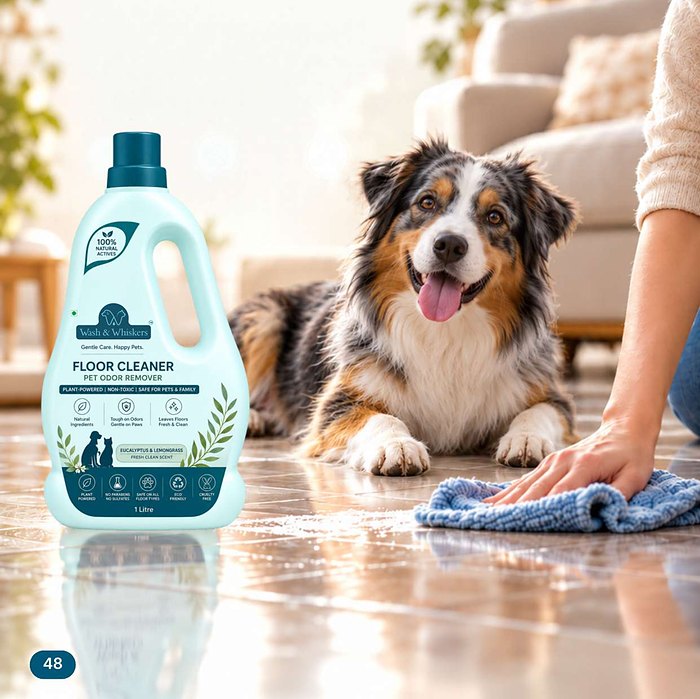 100%
NATURAL
ACTIVES
Wash & Whiskers
Gentle Care. Happy Pets.
FLOOR CLEANER
PET ODOR REMOVER
PLANT-POWERED | NON-TOXIC | SAFE FOR PETS & FAMILY
Natural
Ingredients
Tough on Odors
Gentle on Paws
Leaves Floors
Fresh & Clean
EUCALYPTUS & LEMONGRASS
FRESH CLEAN SCENT
PLANT
POWERED
NO PARABENS
NO SULFATES
SAFE ON ALL
FLOOR TYPES
ECO
FRIENDLY
CRUELTY
FREE
1 Litre
48